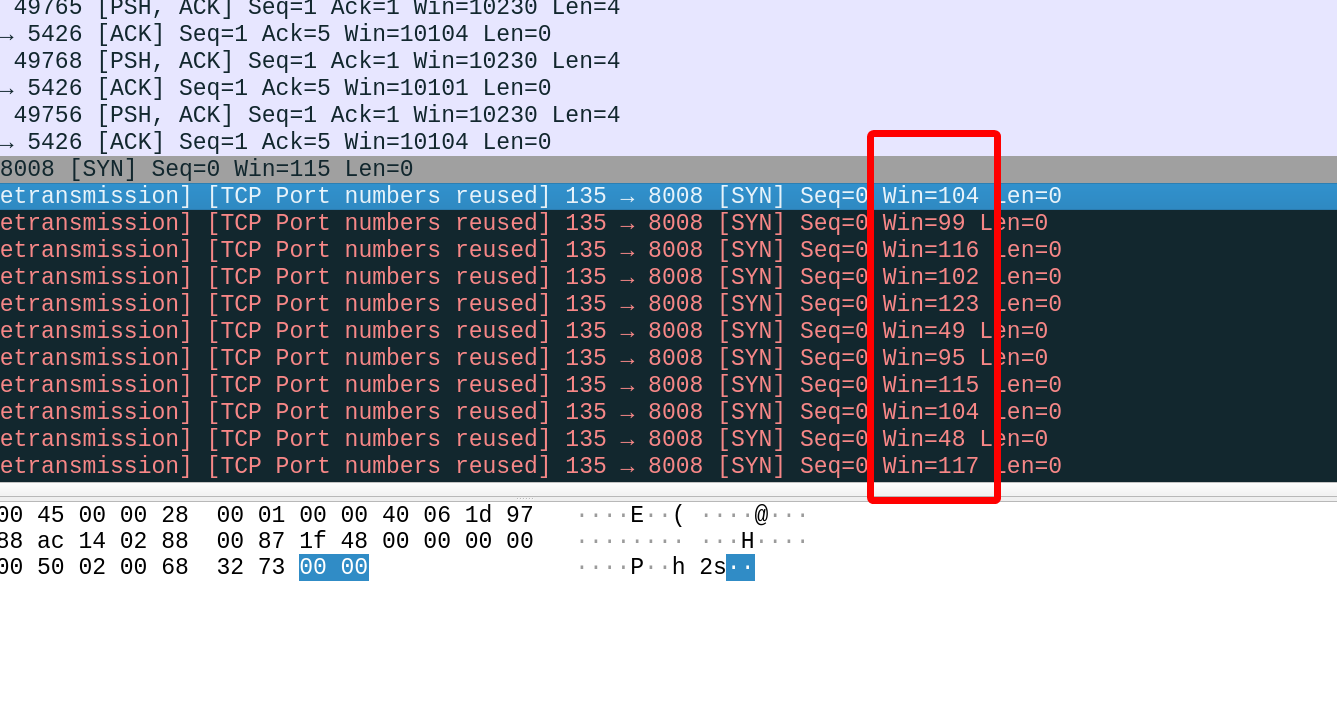 49765 [PSH, ACK] Seq=1 Ack=1 Win=10230 Len=4
→ 5426 [ACK] Seq=1 Ack=5 Win=10104 Len=0
49768 [PSH, ACK] Seq=1 Ack=1 Win=10230 Len=4
→ 5426 [ACK] Seq=1 Ack=5 Win=10101 Len=0
49756 [PSH, ACK] Seq=1 Ack=1 Win=10230 Len=4
→ 5426 [ACK] Seq=1 Ack=5 Win=10104 Len=0
8008 [SYN] Seq=0 Win=115 Len=0
etransmission] [TCP Port numbers reused] 135 → 8008 [SYN] Seq=0 Win=104 Len=0
etransmission] [TCP Port numbers reused] 135 → 8008 [SYN] Seq=0 Win=99 Len=0
etransmission] [TCP Port numbers reused] 135 → 8008 [SYN] Seq=0 Win=116 Len=0
etransmission] [TCP Port numbers reused] 135 → 8008 [SYN] Seq=0 Win=102 Len=0
etransmission] [TCP Port numbers reused] 135 → 8008 [SYN] Seq=0 Win=123 Len=0
etransmission] [TCP Port numbers reused] 135 → 8008 [SYN] Seq=0 Win=49 Len=0
etransmission] [TCP Port numbers reused] 135 → 8008 [SYN] Seq=0 Win=95 Len=0
etransmission] [TCP Port numbers reused] 135 → 8008 [SYN] Seq=0 Win=115 Len=0
etransmission] [TCP Port numbers reused] 135 → 8008 [SYN] Seq=0 Win=104 Len=0
etransmission] [TCP Port numbers reused] 135 → 8008 [SYN] Seq=0 Win=48 Len=0
etransmission] [TCP Port numbers reused] 135 → 8008 [SYN] Seq=0 Win=117 Len=0
00 45 00 00 28 00 01 00 00 40 06 1d 97 ····E··( ····@···
88 ac 14 02 88 00 87 1f 48 00 00 00 00 ········ ···H····
00 50 02 00 68 32 73 00 00 ····P··h 2s··